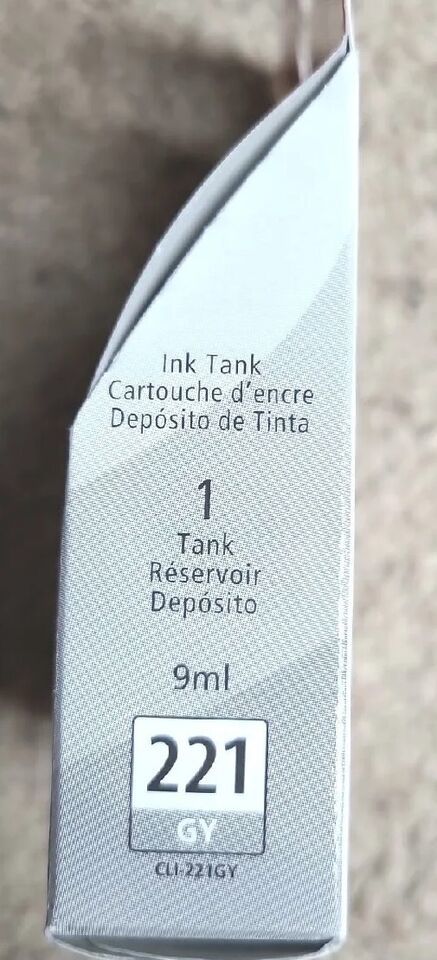 Ink Tank
Cartouche d'encre
Depósito de Tinta
1
Tank
Réservoir
Depósito
9ml
221
GY
CLI-221GY